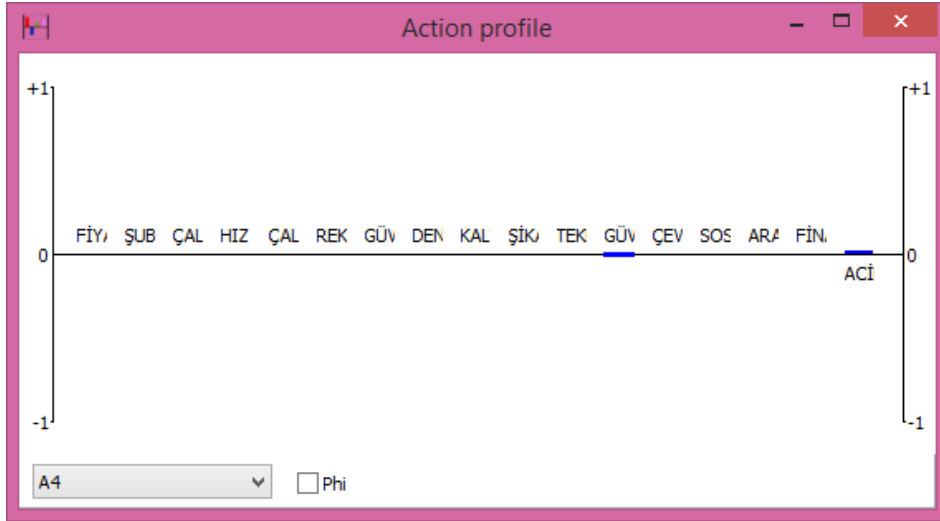 Action profile
+1 +1
FİY ŞUB ÇAL HIZ ÇAL REK GÜV DEN KAL ŞİK TEK GÜV ÇEV SOS ARA FİN
0 0
ACİ
-1 -1
A4 Phi